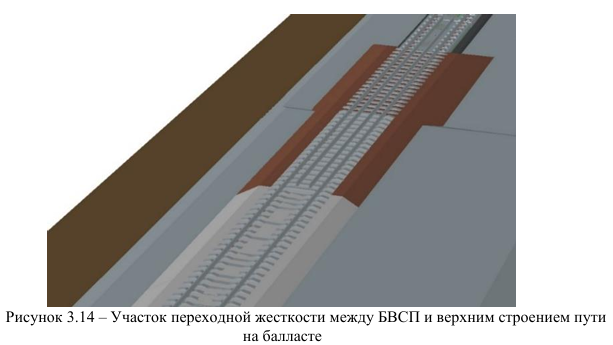 Рисунок 3.14 – Участок переходной жесткости между БВСП и верхним строением пути
на балласте